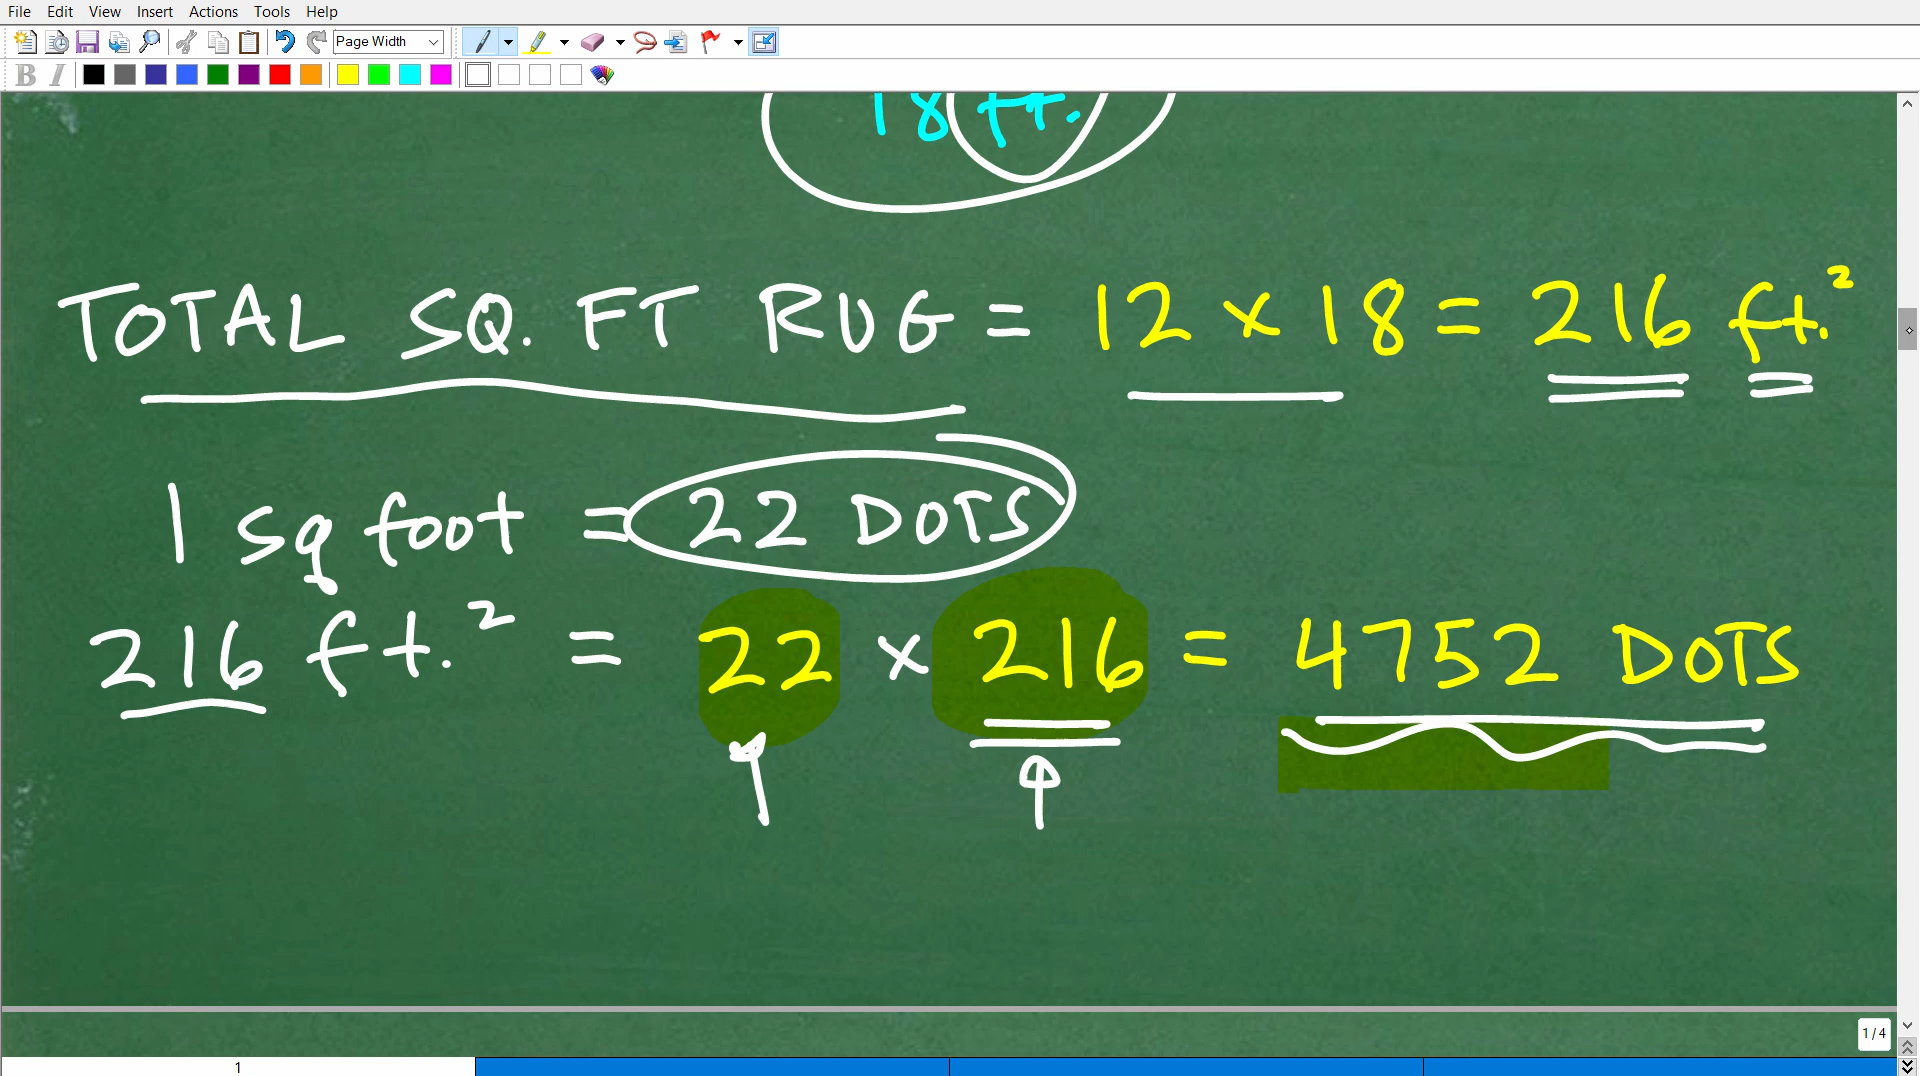 File Edit View Insert Actions Tools Help
Page Width
B I
18 ft.
TOTAL SQ. FT RUG = 12 x 18 = 216 ft.²
1 sq foot = 22 DOTS
216 ft.² = 22 x 216 = 4752 DOTS
1 / 4
1